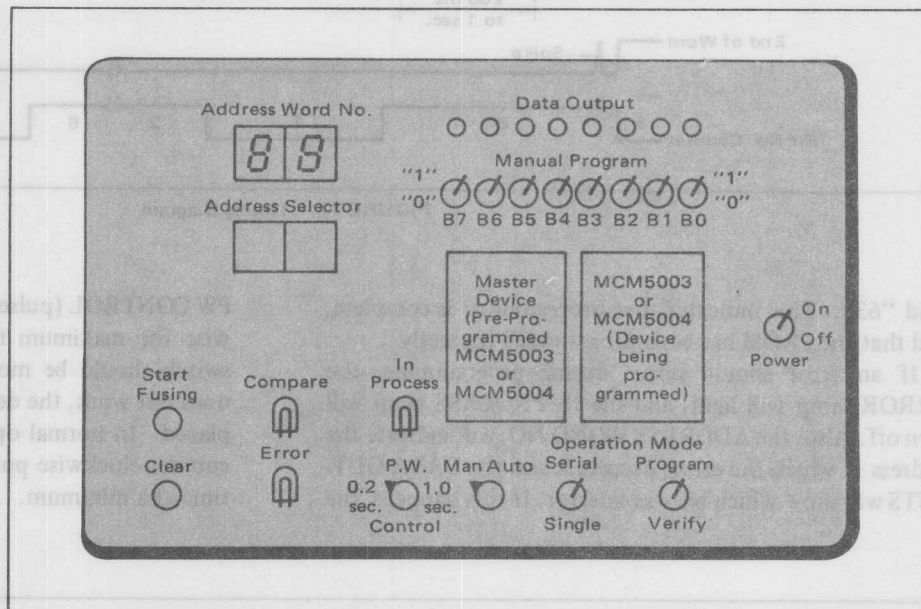 Address Word No.
88
Address Selector
Data Output
Manual Program
"1" "1"
"0" "0"
B7 B6 B5 B4 B3 B2 B1 B0
Master
Device
(Pre-Pro-
grammed
MCM5003
or
MCM5004
MCM5003
or
MCM5004
(Device
being
pro-
grammed)
On
Off
Power
Start
Fusing
Compare
In
Process
Clear
Error
P.W.
0.2 1.0
sec. sec.
Control
Man Auto
Operation Mode
Serial Program
Single Verify